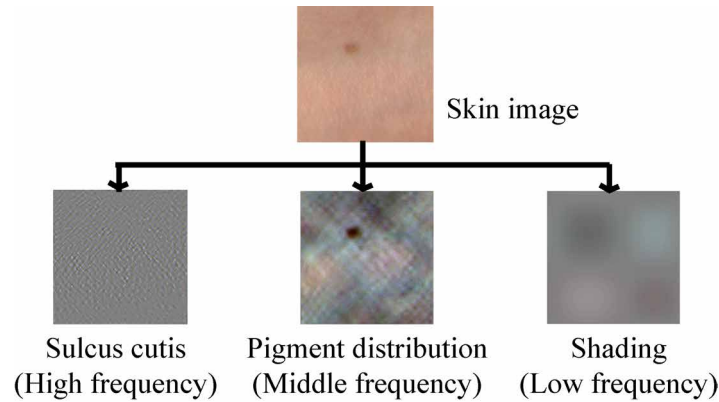 Skin image
Sulcus cutis
(High frequency)
Pigment distribution
(Middle frequency)
Shading
(Low frequency)